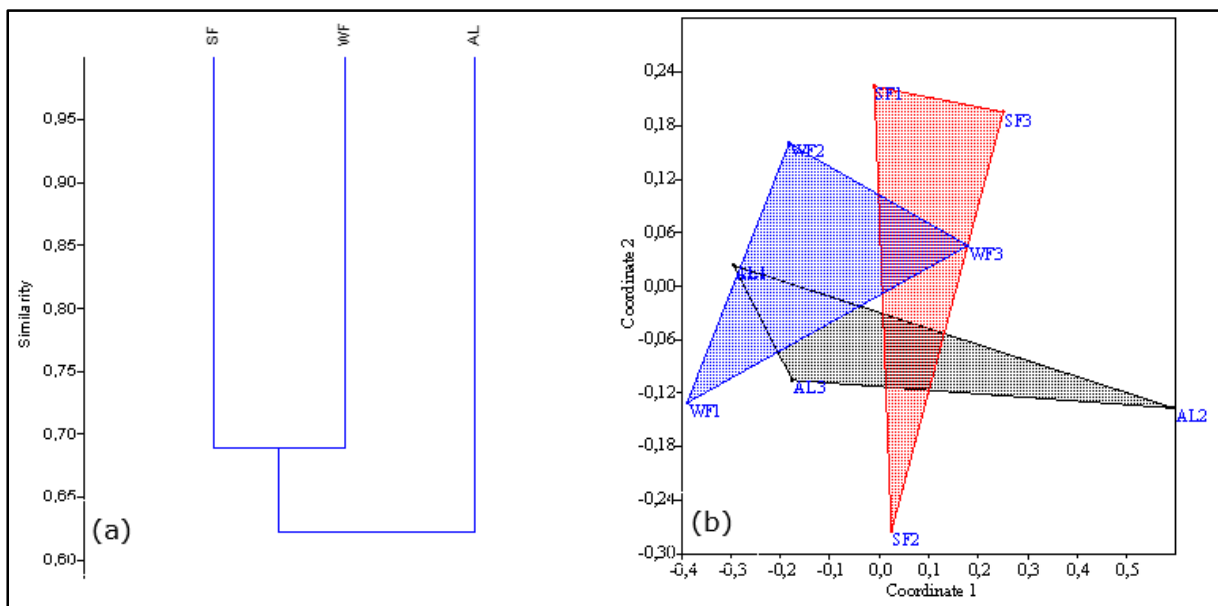 SF WF AL
0,95
0,90
0,85
0,80
0,75
0,70
0,65
0,60
Similarity
(a)
0,24
0,18
0,12
0,06
0,00
-0,06
-0,12
-0,18
-0,24
-0,30
Coordinate 2
SF1
SF3
WF2
WF3
AL1
AL3
WF1
AL2
SF2
(b)
-0,4 -0,3 -0,2 -0,1 0,0 0,1 0,2 0,3 0,4 0,5
Coordinate 1